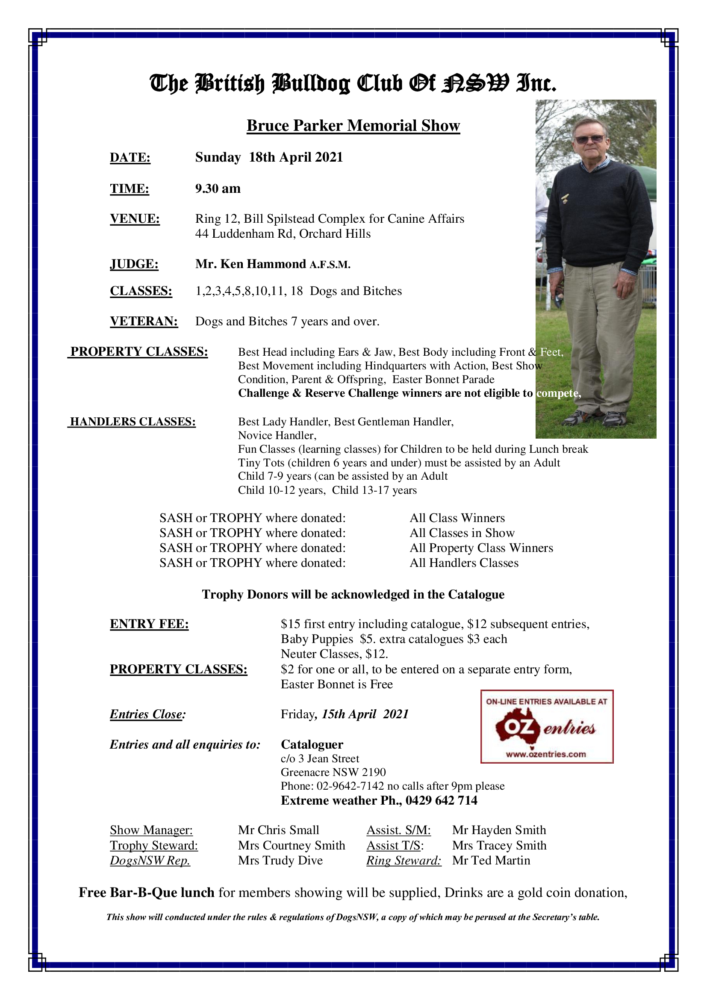 The British Bulldog Club Of NSW Inc.
Bruce Parker Memorial Show
DATE: Sunday 18th April 2021
TIME: 9.30 am
VENUE: Ring 12, Bill Spilstead Complex for Canine Affairs
44 Luddenham Rd, Orchard Hills
JUDGE: Mr. Ken Hammond A.F.S.M.
CLASSES: 1,2,3,4,5,8,10,11, 18 Dogs and Bitches
VETERAN: Dogs and Bitches 7 years and over.
PROPERTY CLASSES: Best Head including Ears & Jaw, Best Body including Front & Feet,
Best Movement including Hindquarters with Action, Best Show
Condition, Parent & Offspring, Easter Bonnet Parade
Challenge & Reserve Challenge winners are not eligible to compete,
HANDLERS CLASSES: Best Lady Handler, Best Gentleman Handler,
Novice Handler,
Fun Classes (learning classes) for Children to be held during Lunch break
Tiny Tots (children 6 years and under) must be assisted by an Adult
Child 7-9 years (can be assisted by an Adult
Child 10-12 years, Child 13-17 years
SASH or TROPHY where donated: All Class Winners
SASH or TROPHY where donated: All Classes in Show
SASH or TROPHY where donated: All Property Class Winners
SASH or TROPHY where donated: All Handlers Classes
Trophy Donors will be acknowledged in the Catalogue
ENTRY FEE: $15 first entry including catalogue, $12 subsequent entries,
Baby Puppies $5. extra catalogues $3 each
Neuter Classes, $12.
PROPERTY CLASSES: $2 for one or all, to be entered on a separate entry form,
Easter Bonnet is Free
Entries Close: Friday, 15th April 2021
ON-LINE ENTRIES AVAILABLE AT
OZ entries
www.ozentries.com
Entries and all enquiries to: Cataloguer
c/o 3 Jean Street
Greenacre NSW 2190
Phone: 02-9642-7142 no calls after 9pm please
Extreme weather Ph., 0429 642 714
Show Manager: Mr Chris Small Assist. S/M: Mr Hayden Smith
Trophy Steward: Mrs Courtney Smith Assist T/S: Mrs Tracey Smith
DogsNSW Rep. Mrs Trudy Dive Ring Steward: Mr Ted Martin
Free Bar-B-Que lunch for members showing will be supplied, Drinks are a gold coin donation,
This show will conducted under the rules & regulations of DogsNSW, a copy of which may be perused at the Secretary's table.